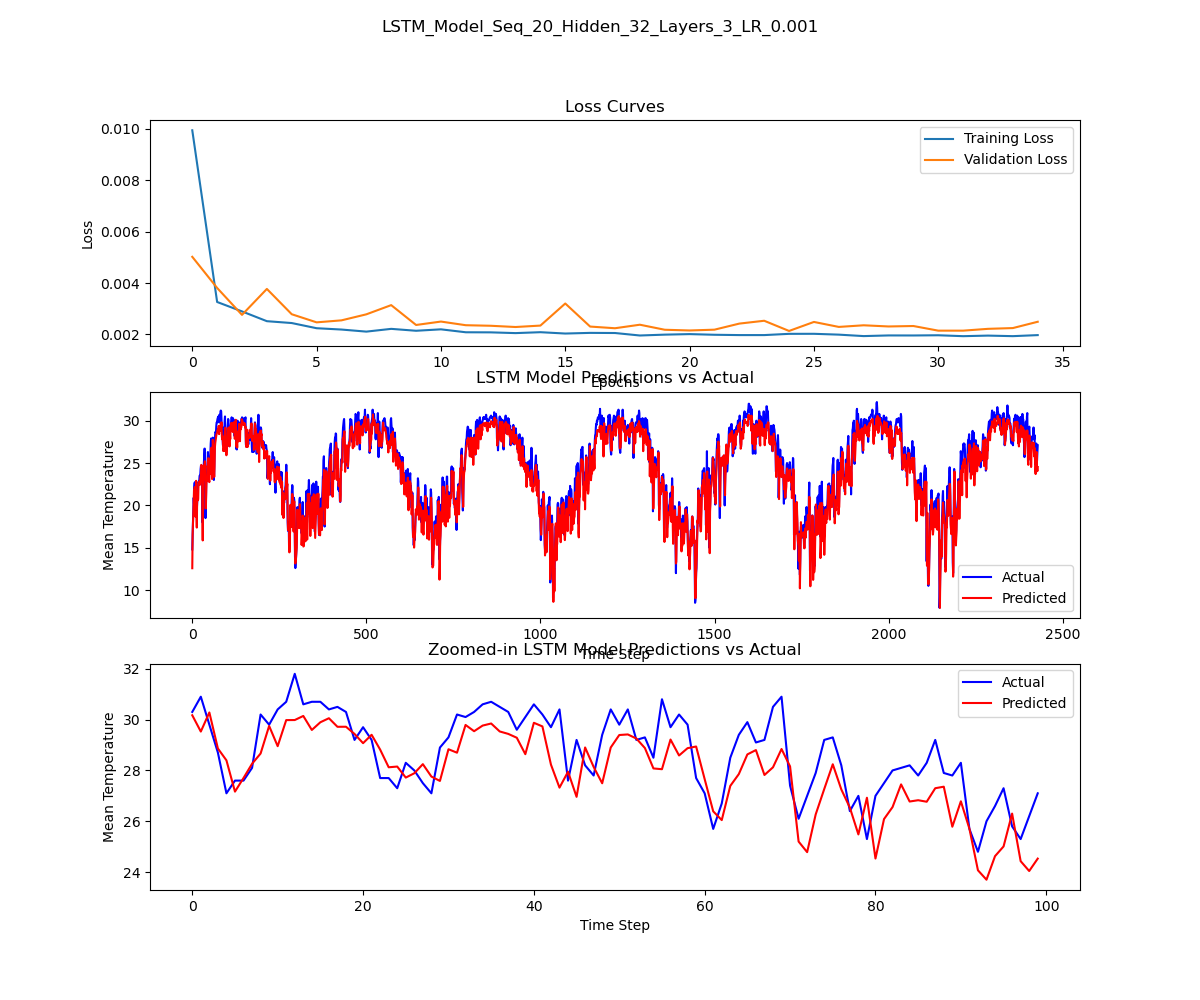 LSTM_Model_Seq_20_Hidden_32_Layers_3_LR_0.001
Loss Curves
Loss
0.010
0.008
0.006
0.004
0.002
Training Loss
Validation Loss
0 5 10 15 20 25 30 35
Epochs
LSTM Model Predictions vs Actual
Mean Temperature
30
25
20
15
10
Actual
Predicted
0 500 1000 1500 2000 2500
Time Step
Zoomed-in LSTM Model Predictions vs Actual
Mean Temperature
32
30
28
26
24
Actual
Predicted
0 20 40 60 80 100
Time Step